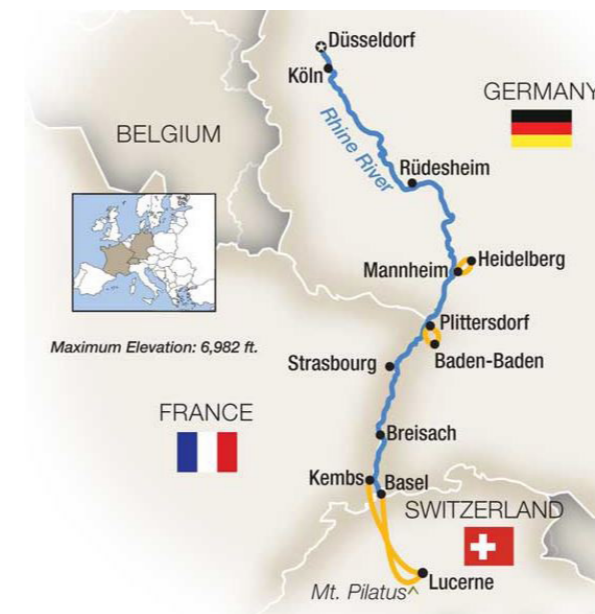 Düsseldorf
Köln
GERMANY
BELGIUM
Rhine River
Rüdesheim
Heidelberg
Mannheim
Plittersdorf
Maximum Elevation: 6,982 ft.
Strasbourg
Baden-Baden
FRANCE
Breisach
Kembs
Basel
SWITZERLAND
Lucerne
Mt. Pilatus^